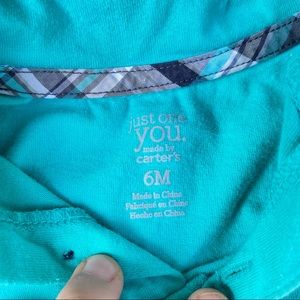 just one
you.
made by
carter's
6M
Made in China
Fabriqué en Chine
Hecho en China